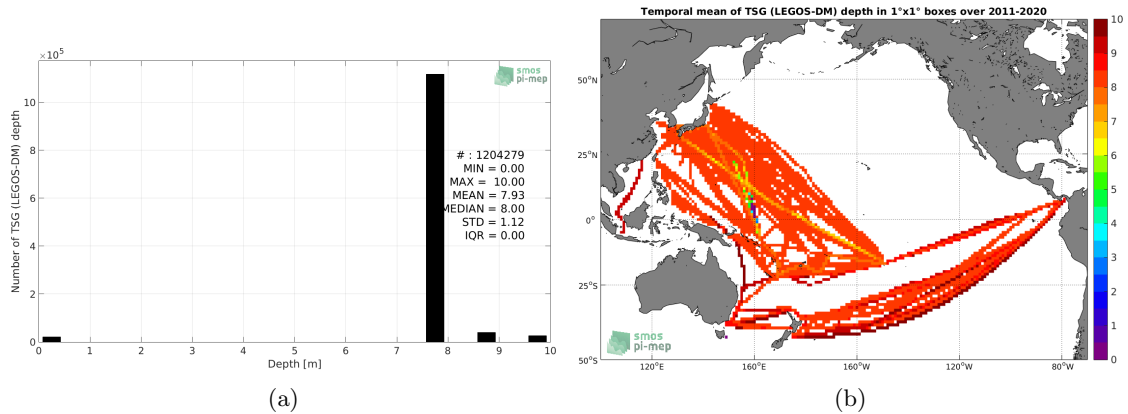 ×10⁵
smos
pi-mep
10
8
6
4
2
0
Number of TSG (LEGOS-DM) depth
# : 1204279
MIN = 0.00
MAX = 10.00
MEAN = 7.93
MEDIAN = 8.00
STD = 1.12
IQR = 0.00
0 1 2 3 4 5 6 7 8 9 10
Depth [m]
(a)
Temporal mean of TSG (LEGOS-DM) depth in 1°x1° boxes over 2011-2020
50°N
25°N
0°
25°S
50°S
120°E 160°E 160°W 120°W 80°W
smos
pi-mep
10
9
8
7
6
5
4
3
2
1
0
(b)